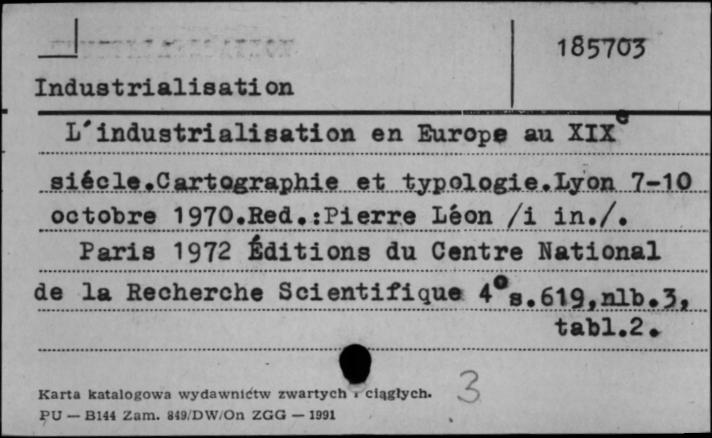 185703
Industrialisation
L'industrialisation en Europe au XIXe
siécle.Cartographie et typologie.Lyon 7-10
octobre 1970.Red.:Pierre Léon /i in./.
Paris 1972 Éditions du Centre National
de la Recherche Scientifique 4° s.619,nlb.3,
tabl.2.
3
Karta katalogowa wydawnictw zwartych i ciągłych.
PU — B144 Zam. 849/DW/On ZGG — 1991